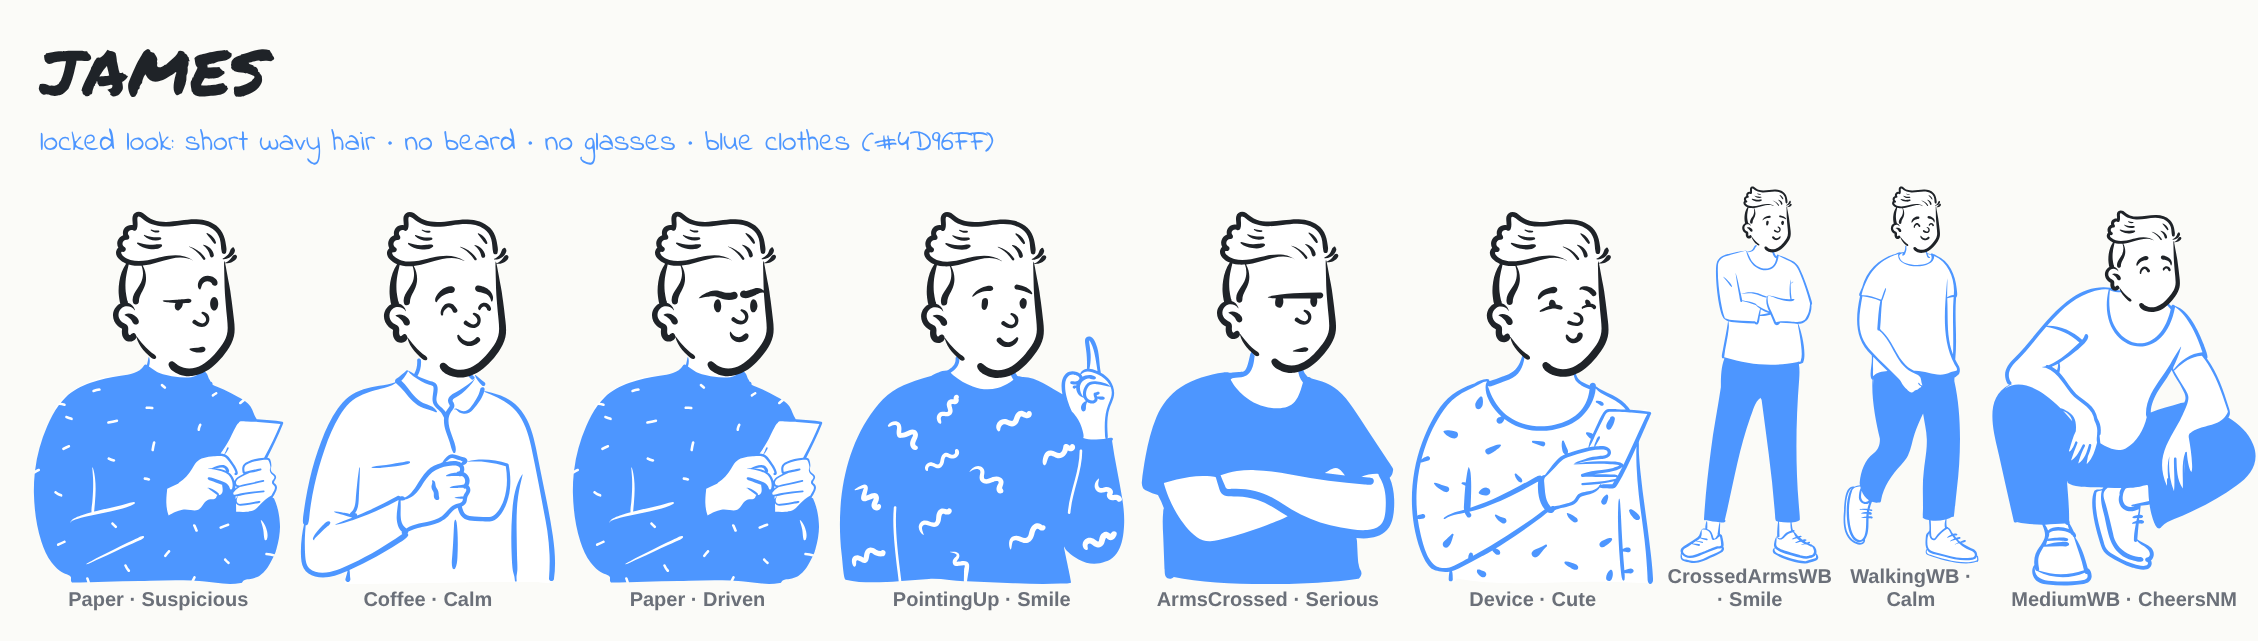 JAMES
locked look: short wavy hair · no beard · no glasses · blue clothes (#4D96FF)
Paper · Suspicious
Coffee · Calm
Paper · Driven
PointingUp · Smile
ArmsCrossed · Serious
Device · Cute
CrossedArmsWB
· Smile
WalkingWB ·
Calm
MediumWB · CheersNM